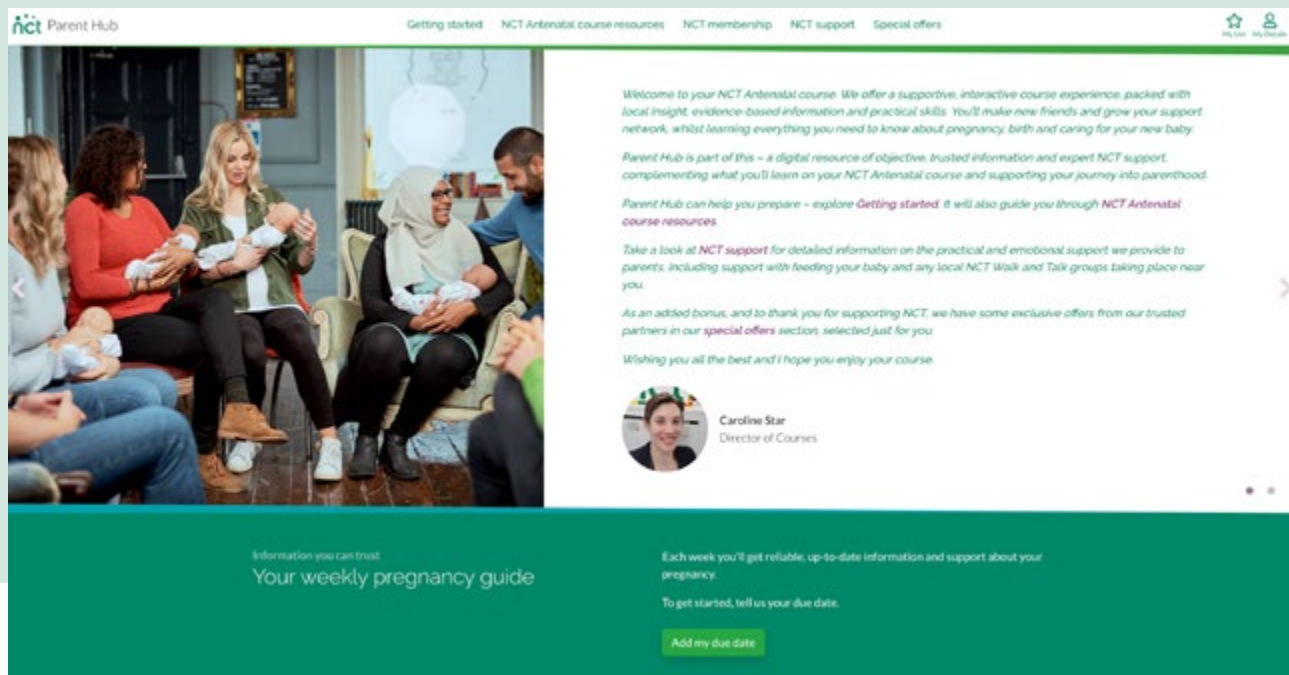 nct Parent Hub
Getting started NCT Antenatal course resources NCT membership NCT support Special offers
My List My Details
Welcome to your NCT Antenatal course. We offer a supportive, interactive course experience, packed with
local insight, evidence-based information and practical skills. You'll make new friends and grow your support
network, whilst learning everything you need to know about pregnancy, birth and caring for your new baby.
Parent Hub is part of this – a digital resource of objective, trusted information and expert NCT support,
complementing what you'll learn on your NCT Antenatal course and supporting your journey into parenthood.
Parent Hub can help you prepare – explore Getting started. It will also guide you through NCT Antenatal
course resources.
Take a look at NCT support for detailed information on the practical and emotional support we provide to
parents, including support with feeding your baby and any local NCT Walk and Talk groups taking place near
you.
As an added bonus, and to thank you for supporting NCT, we have some exclusive offers from our trusted
partners in our special offers section, selected just for you.
Wishing you all the best and I hope you enjoy your course.
Caroline Star
Director of Courses
Information you can trust
Your weekly pregnancy guide
Each week you'll get reliable, up-to-date information and support about your
pregnancy.
To get started, tell us your due date.
Add my due date